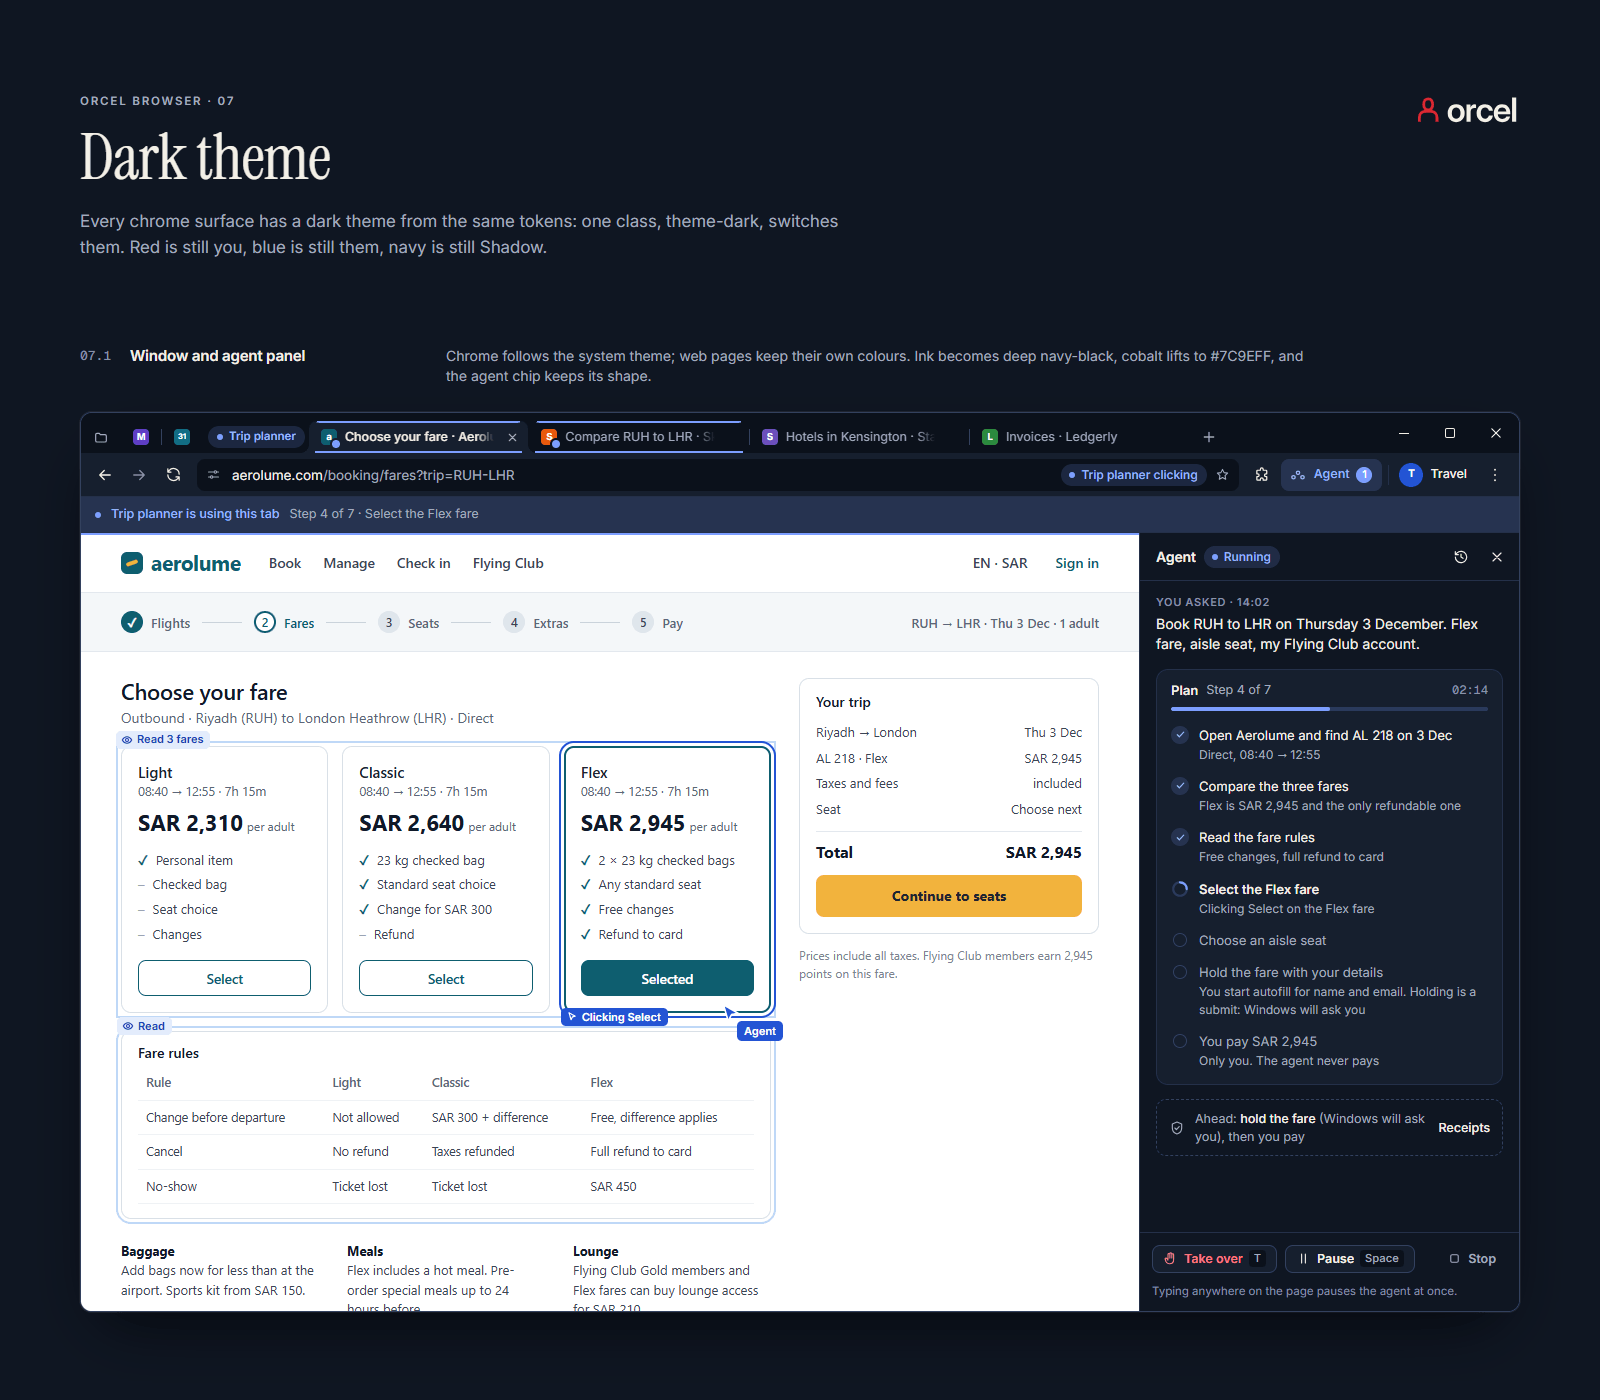 ORCEL BROWSER · 07
orcel
Dark theme
Every chrome surface has a dark theme from the same tokens: one class, theme-dark, switches
them. Red is still you, blue is still them, navy is still Shadow.
07.1 Window and agent panel
Chrome follows the system theme; web pages keep their own colours. Ink becomes deep navy-black, cobalt lifts to #7C9EFF, and
the agent chip keeps its shape.
M 31 Trip planner a Choose your fare · Aerol S Compare RUH to LHR · S S Hotels in Kensington · Sta L Invoices · Ledgerly
aerolume.com/booking/fares?trip=RUH-LHR Trip planner clicking Agent 1 T Travel
Trip planner is using this tab Step 4 of 7 · Select the Flex fare
aerolume Book Manage Check in Flying Club EN · SAR Sign in
Flights 2 Fares 3 Seats 4 Extras 5 Pay RUH → LHR · Thu 3 Dec · 1 adult
Choose your fare
Outbound · Riyadh (RUH) to London Heathrow (LHR) · Direct
Read 3 fares
Light
08:40 → 12:55 · 7h 15m
SAR 2,310 per adult
✓ Personal item
– Checked bag
– Seat choice
– Changes
Select
Classic
08:40 → 12:55 · 7h 15m
SAR 2,640 per adult
✓ 23 kg checked bag
✓ Standard seat choice
✓ Change for SAR 300
– Refund
Select
Flex
08:40 → 12:55 · 7h 15m
SAR 2,945 per adult
✓ 2 × 23 kg checked bags
✓ Any standard seat
✓ Free changes
✓ Refund to card
Selected
Clicking Select
Agent
Your trip
Riyadh → London Thu 3 Dec
AL 218 · Flex SAR 2,945
Taxes and fees included
Seat Choose next
Total SAR 2,945
Continue to seats
Prices include all taxes. Flying Club members earn 2,945
points on this fare.
Read
Fare rules
Rule Light Classic Flex
Change before departure Not allowed SAR 300 + difference Free, difference applies
Cancel No refund Taxes refunded Full refund to card
No-show Ticket lost Ticket lost SAR 450
Baggage
Add bags now for less than at the
airport. Sports kit from SAR 150.
Meals
Flex includes a hot meal. Pre-
order special meals up to 24
hours before
Lounge
Flying Club Gold members and
Flex fares can buy lounge access
for SAR 210
Agent Running
YOU ASKED · 14:02
Book RUH to LHR on Thursday 3 December. Flex
fare, aisle seat, my Flying Club account.
Plan Step 4 of 7 02:14
Open Aerolume and find AL 218 on 3 Dec
Direct, 08:40 → 12:55
Compare the three fares
Flex is SAR 2,945 and the only refundable one
Read the fare rules
Free changes, full refund to card
Select the Flex fare
Clicking Select on the Flex fare
Choose an aisle seat
Hold the fare with your details
You start autofill for name and email. Holding is a
submit: Windows will ask you
You pay SAR 2,945
Only you. The agent never pays
Ahead: hold the fare (Windows will ask
you), then you pay
Receipts
Take over T Pause Space Stop
Typing anywhere on the page pauses the agent at once.